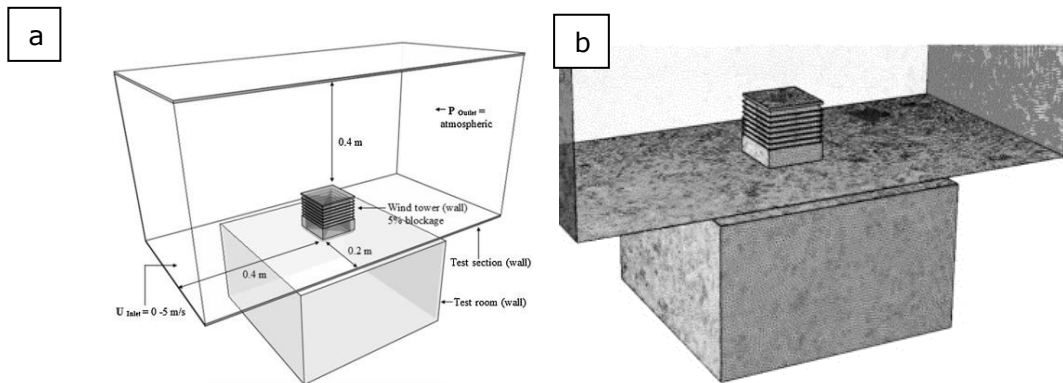 a
b
P Outlet =
atmospheric
0.4 m
Wind tower (wall)
5% blockage
0.2 m
0.4 m
Test section (wall)
U Inlet = 0 -5 m/s
Test room (wall)